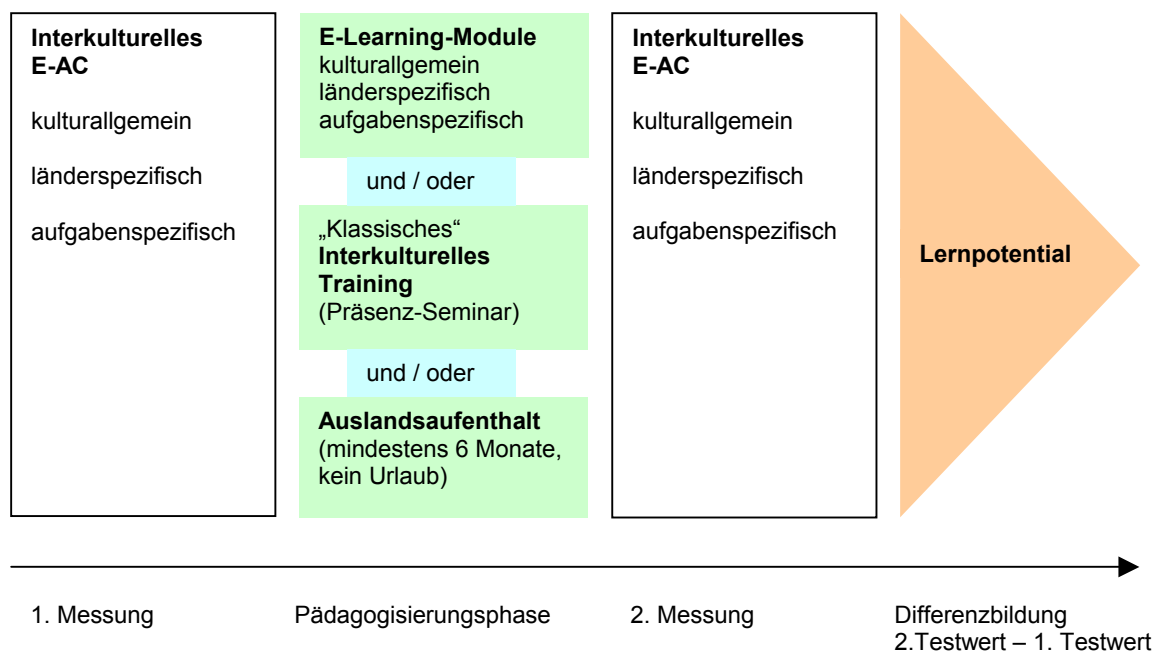 Interkulturelles
E-AC
kulturallgemein
länderspezifisch
aufgabenspezifisch
E-Learning-Module
kulturallgemein
länderspezifisch
aufgabenspezifisch
und / oder
„Klassisches“
Interkulturelles
Training
(Präsenz-Seminar)
und / oder
Auslandsaufenthalt
(mindestens 6 Monate,
kein Urlaub)
Interkulturelles
E-AC
kulturallgemein
länderspezifisch
aufgabenspezifisch
Lernpotential
1. Messung
Pädagogisierungsphase
2. Messung
Differenzbildung
2.Testwert – 1. Testwert